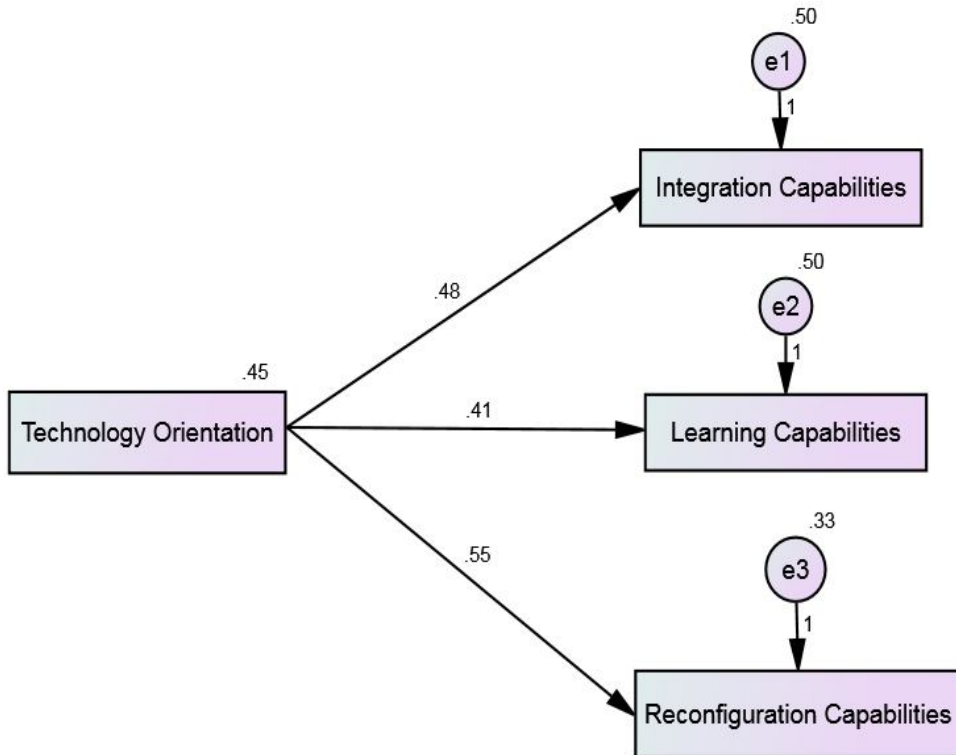 .50
e1
1
Integration Capabilities
.48
.50
e2
1
.45
Technology Orientation
.41
Learning Capabilities
.55
.33
e3
1
Reconfiguration Capabilities